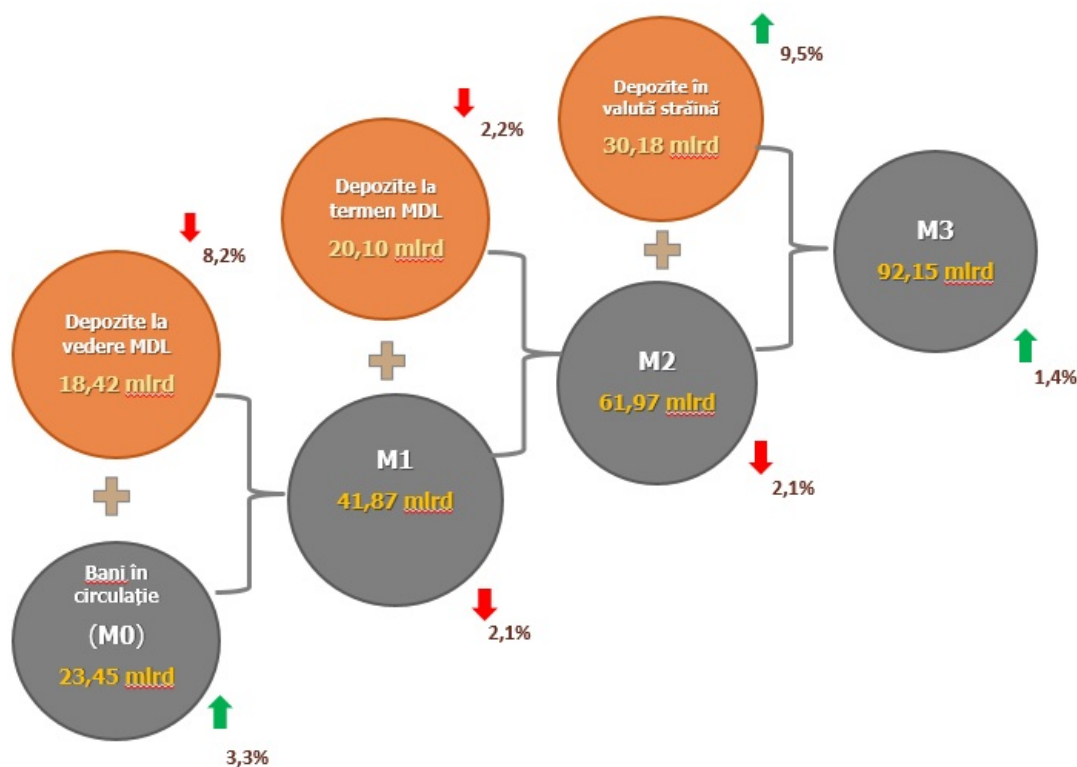 9,5%
Depozite în
valută străină
30,18 mlrd
2,2%
Depozite la
termen MDL
20,10 mlrd
M3
92,15 mlrd
8,2%
Depozite la
vedere MDL
18,42 mlrd
M2
61,97 mlrd
1,4%
M1
41,87 mlrd
2,1%
Bani în
circulație
(M0)
23,45 mlrd
2,1%
3,3%